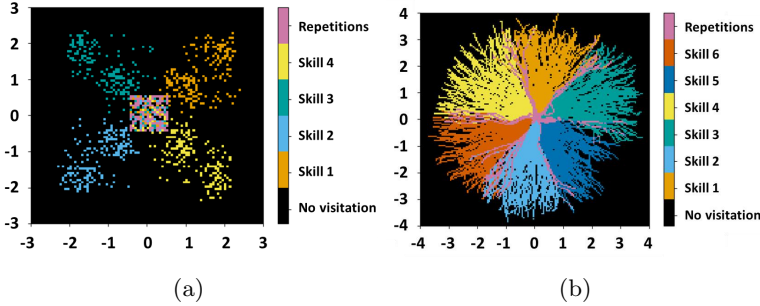 3
2
1
0
-1
-2
-3
-3 -2 -1 0 1 2 3
Repetitions
Skill 4
Skill 3
Skill 2
Skill 1
No visitation
(a)
4
3
2
1
0
-1
-2
-3
-4
-4 -3 -2 -1 0 1 2 3 4
Repetitions
Skill 6
Skill 5
Skill 4
Skill 3
Skill 2
Skill 1
No visitation
(b)